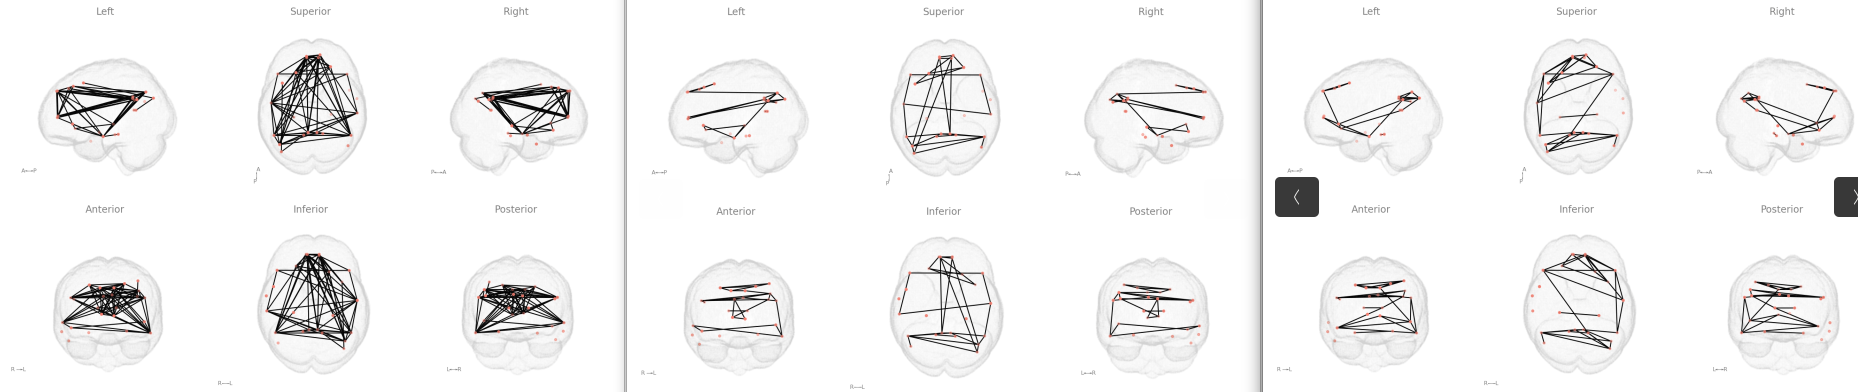 Left Superior Right
A←→P A P P←→A
Anterior Inferior Posterior
R→L R←→L L←→R
Left Superior Right
A←→P A P P←→A
Anterior Inferior Posterior
R→L R←→L L←→R
Left Superior Right
A←→P A P P←→A
Anterior Inferior Posterior
R→L R←→L L←→R